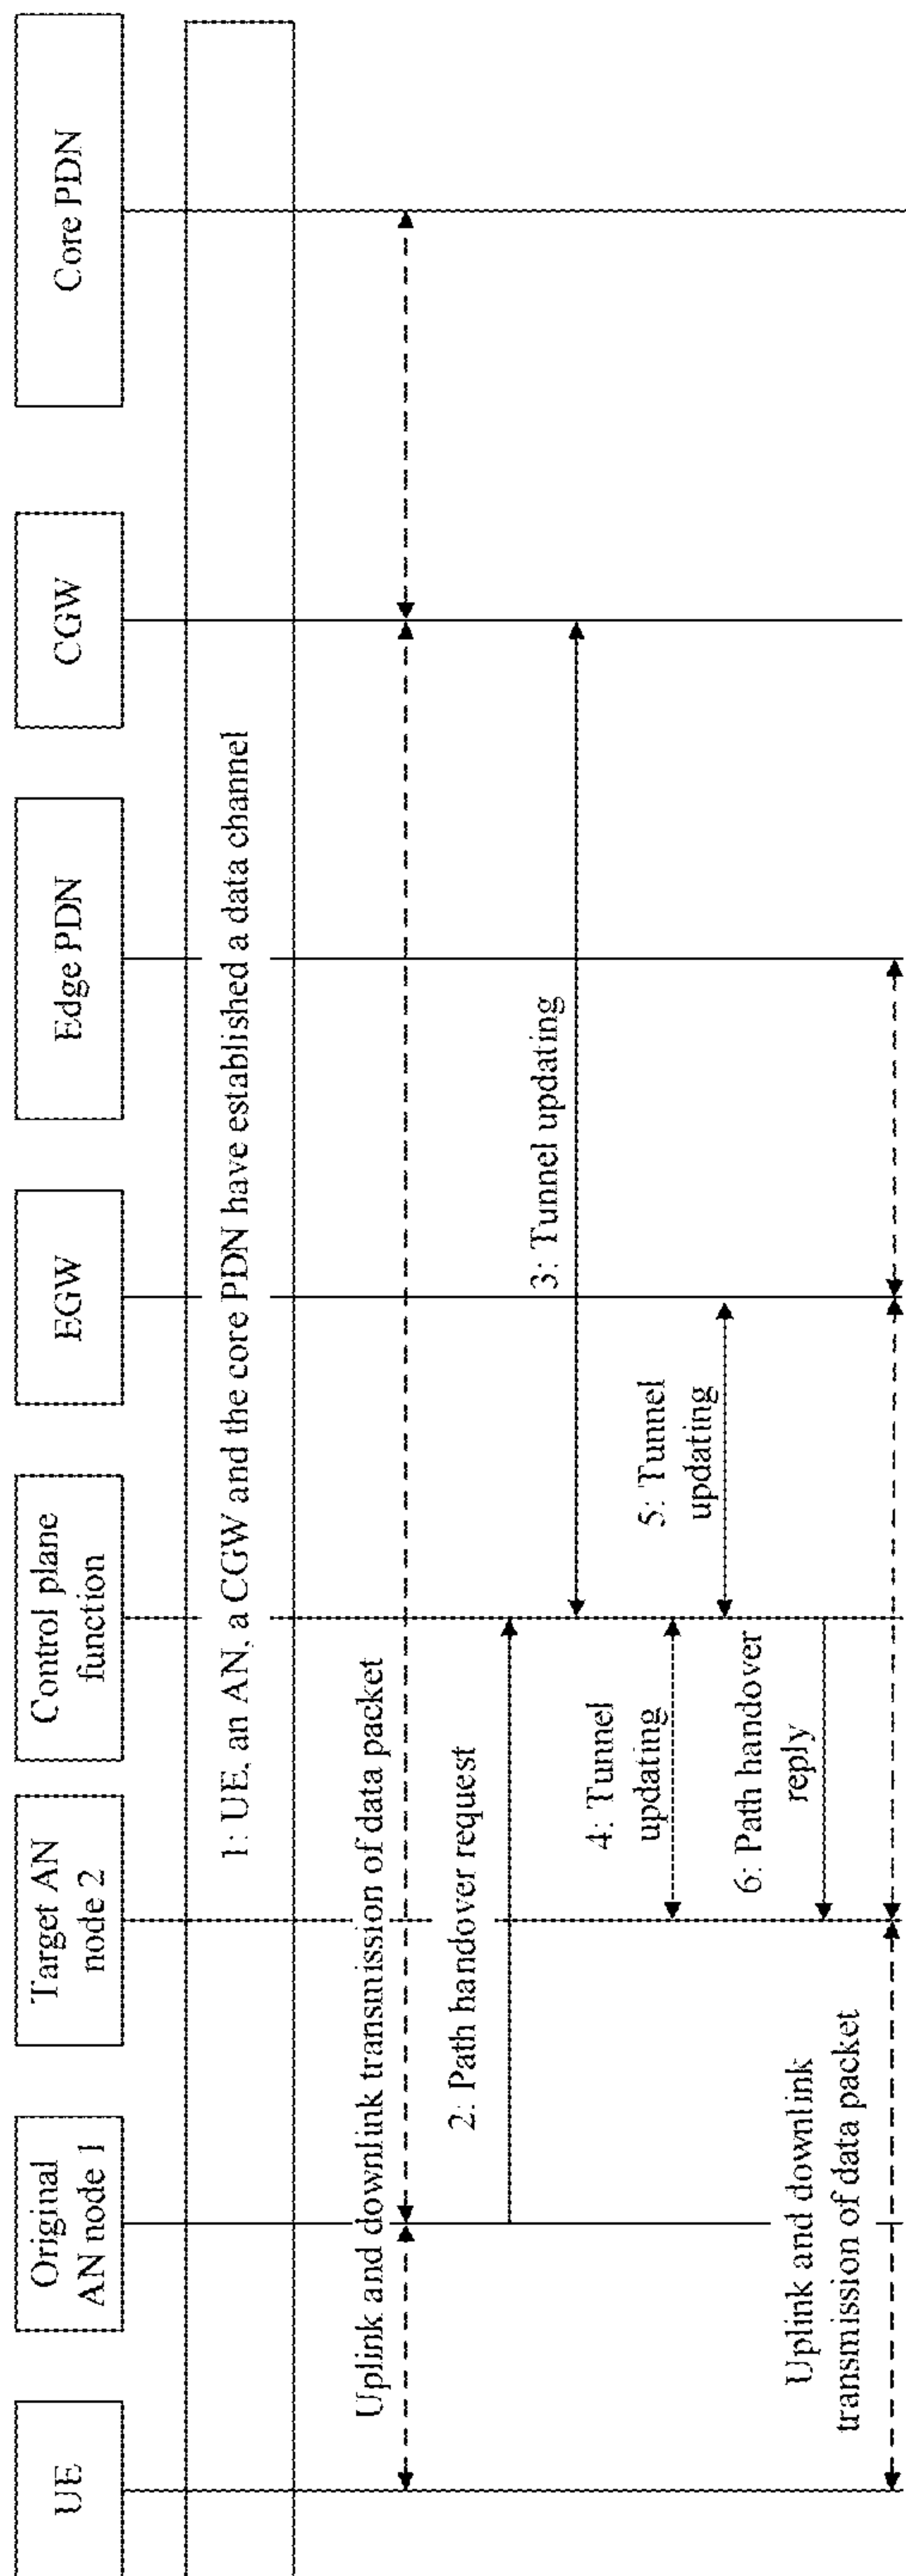 UE
Original
AN node 1
Target AN
node 2
Control plane
function
EGW
Edge PDN
CGW
Core PDN
1: UE, an AN, a CGW and the core PDN have established a data channel
Uplink and downlink transmission of data packet
2: Path handover request
3: Tunnel updating
4: Tunnel
updating
5: Tunnel
updating
6: Path handover
reply
Uplink and downlink
transmission of data packet